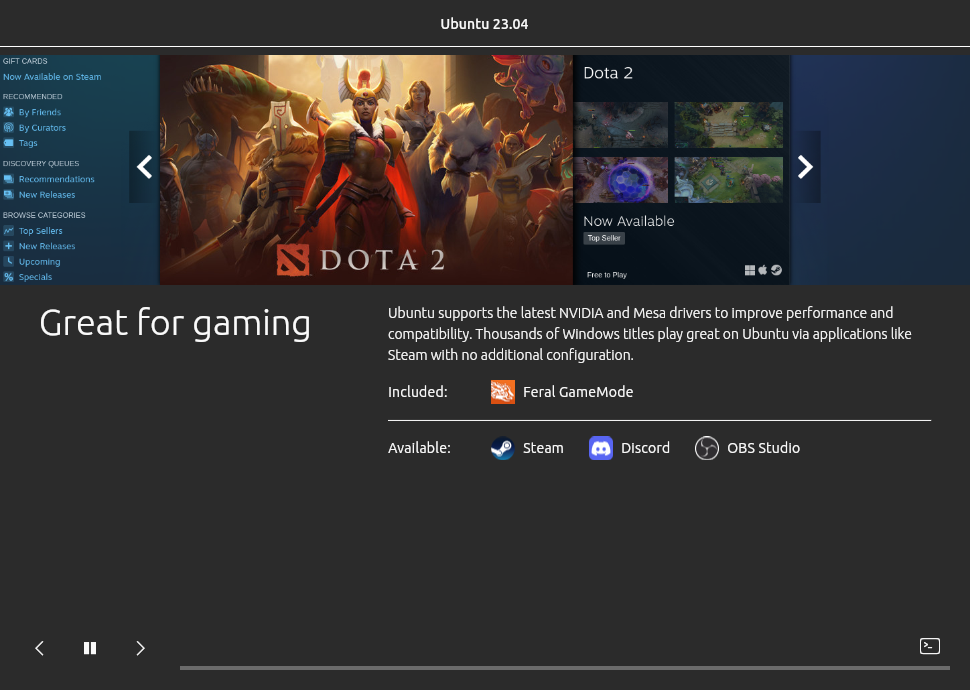 Ubuntu 23.04
GIFT CARDS
Now Available on Steam
RECOMMENDED
By Friends
By Curators
Tags
DISCOVERY QUEUES
Recommendations
New Releases
BROWSE CATEGORIES
Top Sellers
New Releases
Upcoming
Specials
DOTA 2
Dota 2
Now Available
Top Seller
Free to Play
Great for gaming
Ubuntu supports the latest NVIDIA and Mesa drivers to improve performance and
compatibility. Thousands of Windows titles play great on Ubuntu via applications like
Steam with no additional configuration.
Included: Feral GameMode
Available: Steam Discord OBS Studio